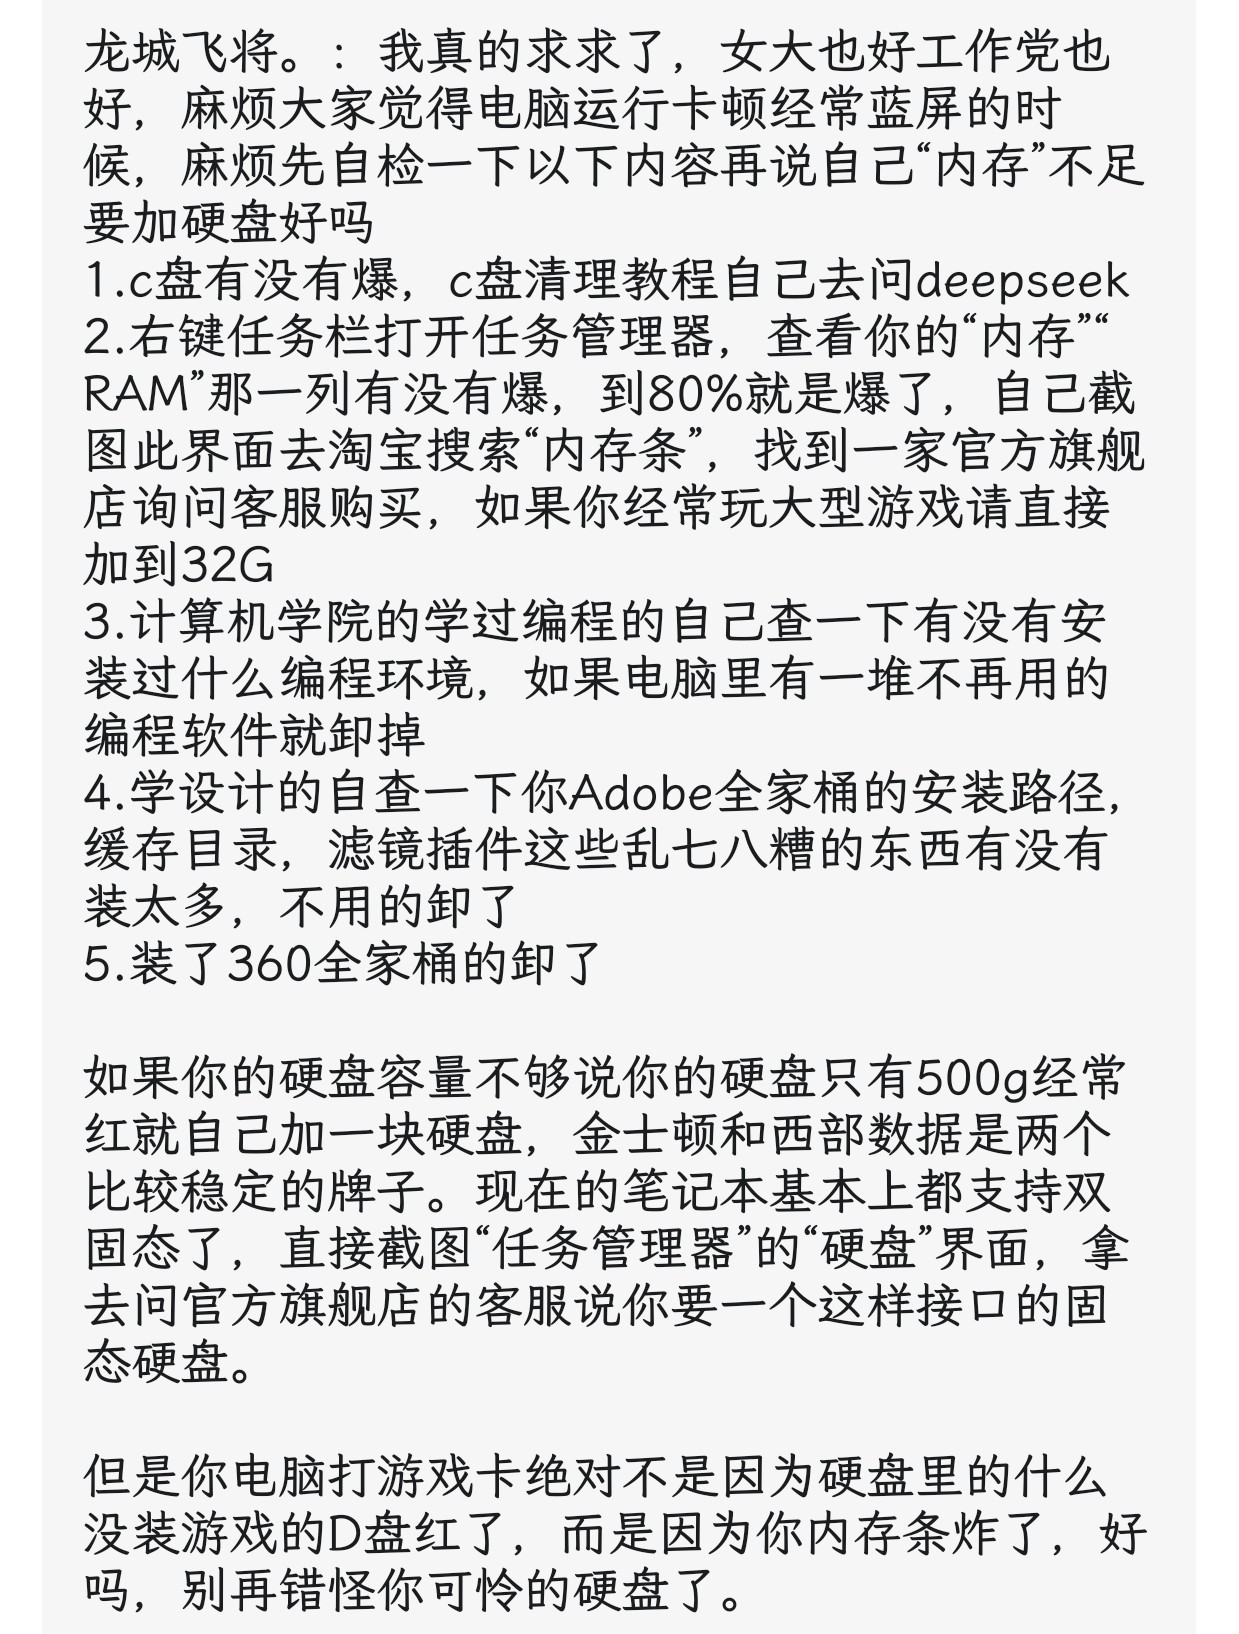 龙城飞将。：我真的求求了，女大也好工作党也
好，麻烦大家觉得电脑运行卡顿经常蓝屏的时
候，麻烦先自检一下以下内容再说自己“内存”不足
要加硬盘好吗
1.c盘有没有爆，c盘清理教程自己去问deepseek
2.右键任务栏打开任务管理器，查看你的“内存”“
RAM”那一列有没有爆，到80%就是爆了，自己截
图此界面去淘宝搜索“内存条”，找到一家官方旗舰
店询问客服购买，如果你经常玩大型游戏请直接
加到32G
3.计算机学院的学过编程的自己查一下有没有安
装过什么编程环境，如果电脑里有一堆不再用的
编程软件就卸掉
4.学设计的自查一下你Adobe全家桶的安装路径，
缓存目录，滤镜插件这些乱七八糟的东西有没有
装太多，不用的卸了
5.装了360全家桶的卸了
如果你的硬盘容量不够说你的硬盘只有500g经常
红就自己加一块硬盘，金士顿和西部数据是两个
比较稳定的牌子。现在的笔记本基本上都支持双
固态了，直接截图“任务管理器”的“硬盘”界面，拿
去问官方旗舰店的客服说你要一个这样接口的固
态硬盘。
但是你电脑打游戏卡绝对不是因为硬盘里的什么
没装游戏的D盘红了，而是因为你内存条炸了，好
吗，别再错怪你可怜的硬盘了。